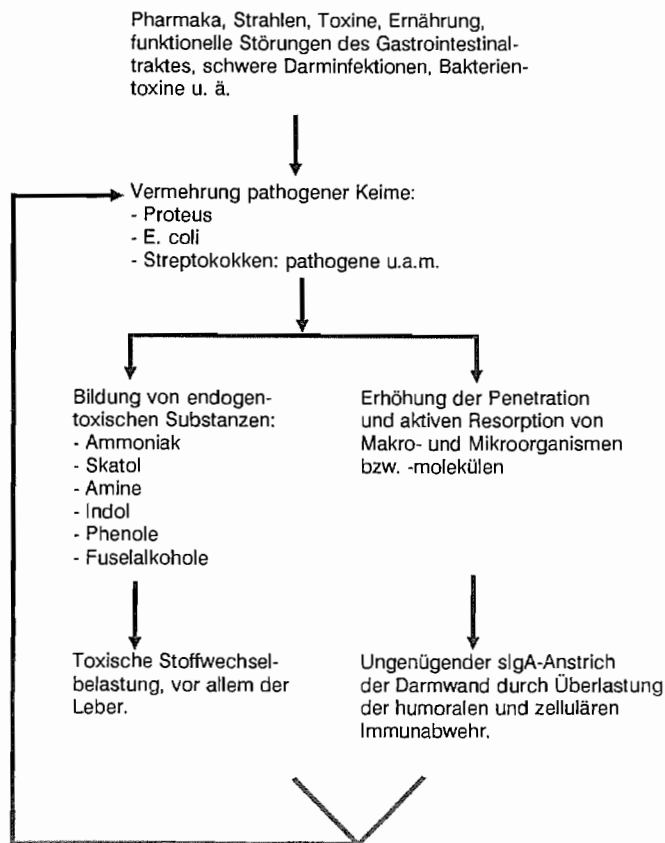 Pharmaka, Strahlen, Toxine, Ernährung,
funktionelle Störungen des Gastrointestinal-
traktes, schwere Darminfektionen, Bakterien-
toxine u. ä.
Vermehrung pathogener Keime:
- Proteus
- E. coli
- Streptokokken: pathogene u.a.m.
Bildung von endogen-
toxischen Substanzen:
- Ammoniak
- Skatol
- Amine
- Indol
- Phenole
- Fuselalkohole
Erhöhung der Penetration
und aktiven Resorption von
Makro- und Mikroorganismen
bzw. -molekülen
Toxische Stoffwechsel-
belastung, vor allem der
Leber.
Ungenügender sIgA-Anstrich
der Darmwand durch Überlastung
der humoralen und zellulären
Immunabwehr.